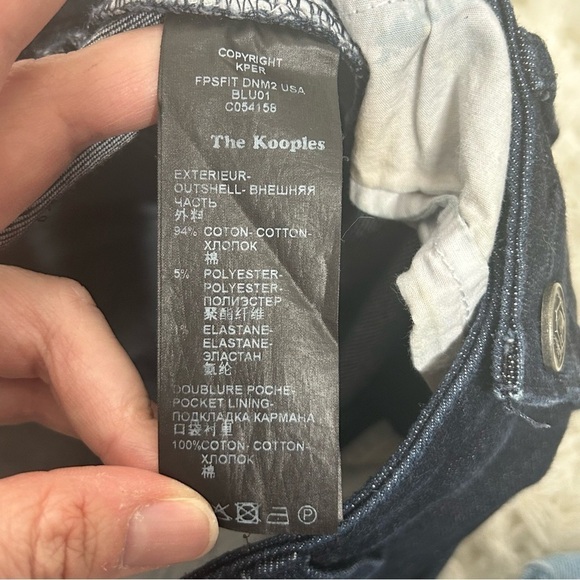 COPYRIGHT
KPER
FPSFIT DNM2 USA
BLU01
C054158
The Kooples
EXTERIEUR-
OUTSHELL- ВНЕШНЯЯ
ЧАСТЬ
外料
94% COTON- COTTON-
ХЛОПОК
棉
5% POLYESTER-
POLYESTER-
ПОЛИЭСТЕР
聚酯纤维
1% ELASTANE-
ELASTANE-
ЭЛАСТАН
氨纶
DOUBLURE POCHE-
POCKET LINING-
ПОДКЛАДКА КАРМАНА
口袋衬里
100%COTON- COTTON-
ХЛОПОК
棉
P